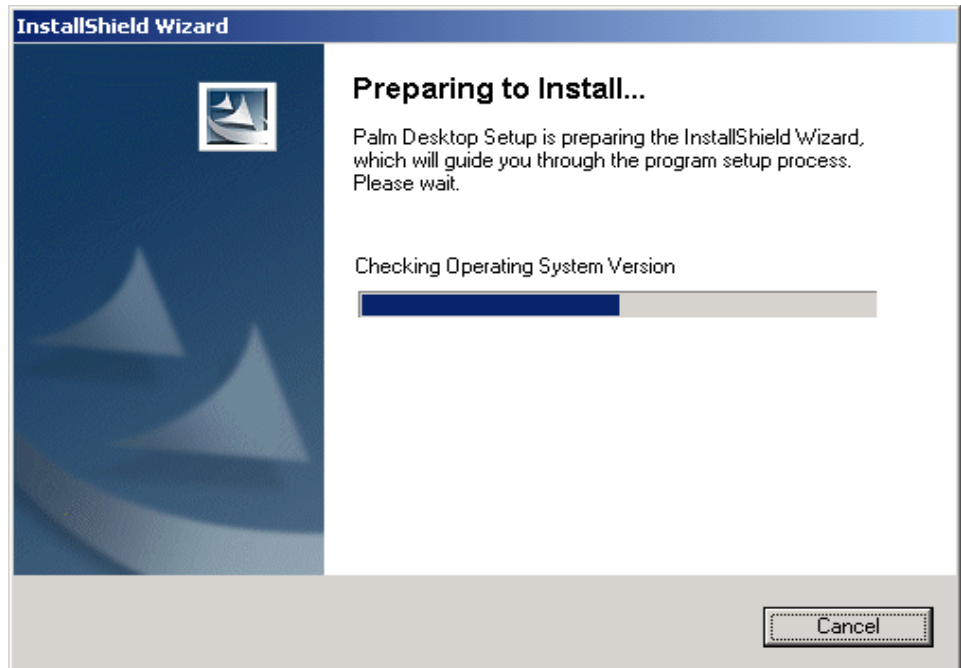 InstallShield Wizard
Preparing to Install...
Palm Desktop Setup is preparing the InstallShield Wizard,
which will guide you through the program setup process.
Please wait.
Checking Operating System Version
Cancel